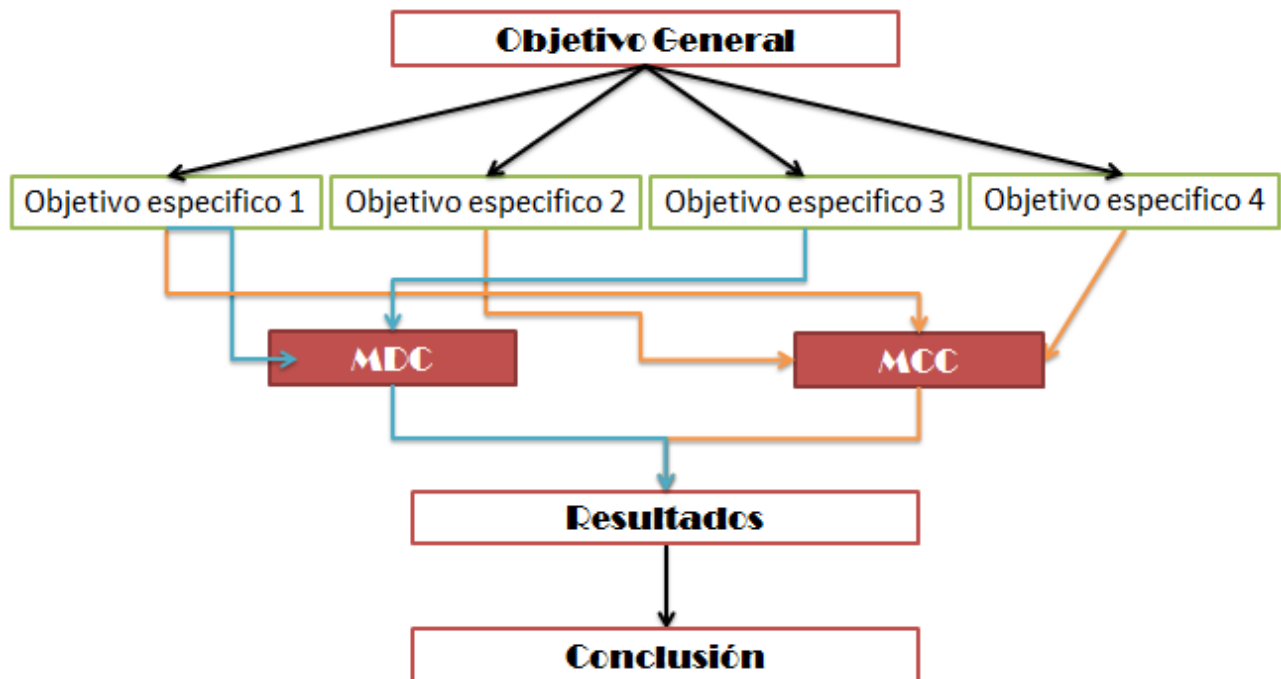 Objetivo General
Objetivo especifico 1
Objetivo especifico 2
Objetivo especifico 3
Objetivo especifico 4
MDC
MCC
Resultados
Conclusión